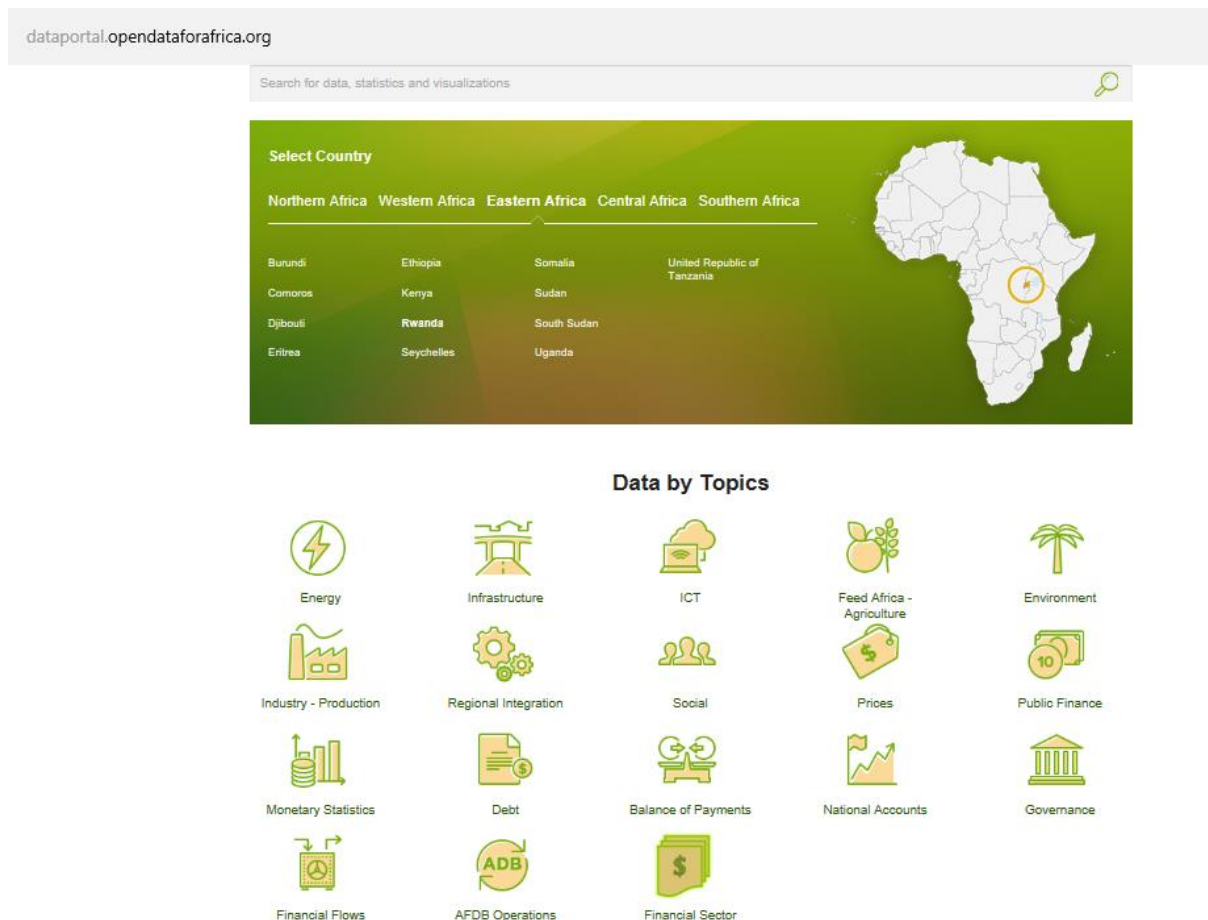 dataportal.opendataforafrica.org
Search for data, statistics and visualizations
Select Country
Northern Africa Western Africa Eastern Africa Central Africa Southern Africa
Burundi Ethiopia Somalia United Republic of
Tanzania
Comoros Kenya Sudan
Djibouti Rwanda South Sudan
Eritrea Seychelles Uganda
Data by Topics
Energy Infrastructure ICT Feed Africa - Environment
Agriculture
$ 10
Industry - Production Regional Integration Social Prices Public Finance
$
Monetary Statistics Debt Balance of Payments National Accounts Governance
ADB $
Financial Flows AFDB Operations Financial Sector